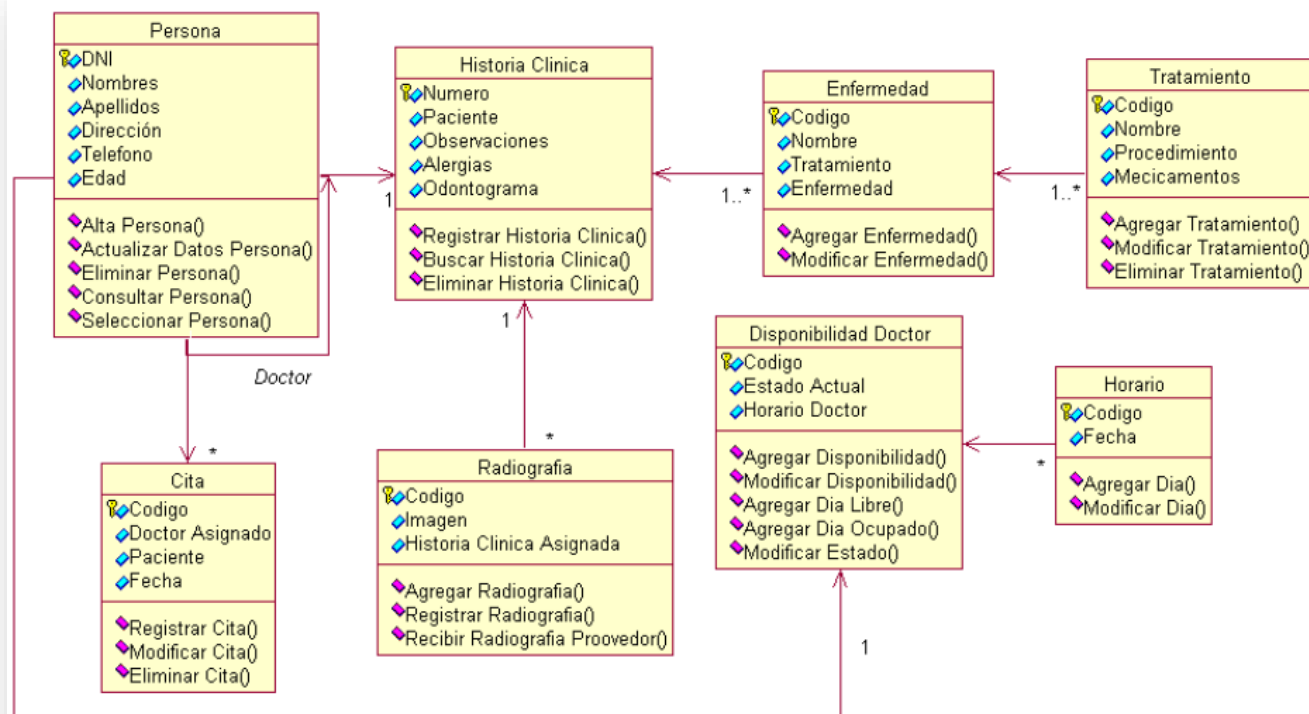 Persona
DNI
Nombres
Apellidos
Dirección
Telefono
Edad
Alta Persona()
Actualizar Datos Persona()
Eliminar Persona()
Consultar Persona()
Seleccionar Persona()
1
Historia Clinica
Numero
Paciente
Observaciones
Alergias
Odontograma
Registrar Historia Clinica()
Buscar Historia Clinica()
Eliminar Historia Clinica()
1..*
Enfermedad
Codigo
Nombre
Tratamiento
Enfermedad
Agregar Enfermedad()
Modificar Enfermedad()
1..*
Tratamiento
Codigo
Nombre
Procedimiento
Mecicamentos
Agregar Tratamiento()
Modificar Tratamiento()
Eliminar Tratamiento()
Doctor
*
Cita
Codigo
Doctor Asignado
Paciente
Fecha
Registrar Cita()
Modificar Cita()
Eliminar Cita()
1
*
Radiografia
Codigo
Imagen
Historia Clinica Asignada
Agregar Radiografia()
Registrar Radiografia()
Recibir Radiografia Proovedor()
Disponibilidad Doctor
Codigo
Estado Actual
Horario Doctor
Agregar Disponibilidad()
Modificar Disponibilidad()
Agregar Dia Libre()
Agregar Dia Ocupado()
Modificar Estado()
1
*
Horario
Codigo
Fecha
Agregar Dia()
Modificar Dia()